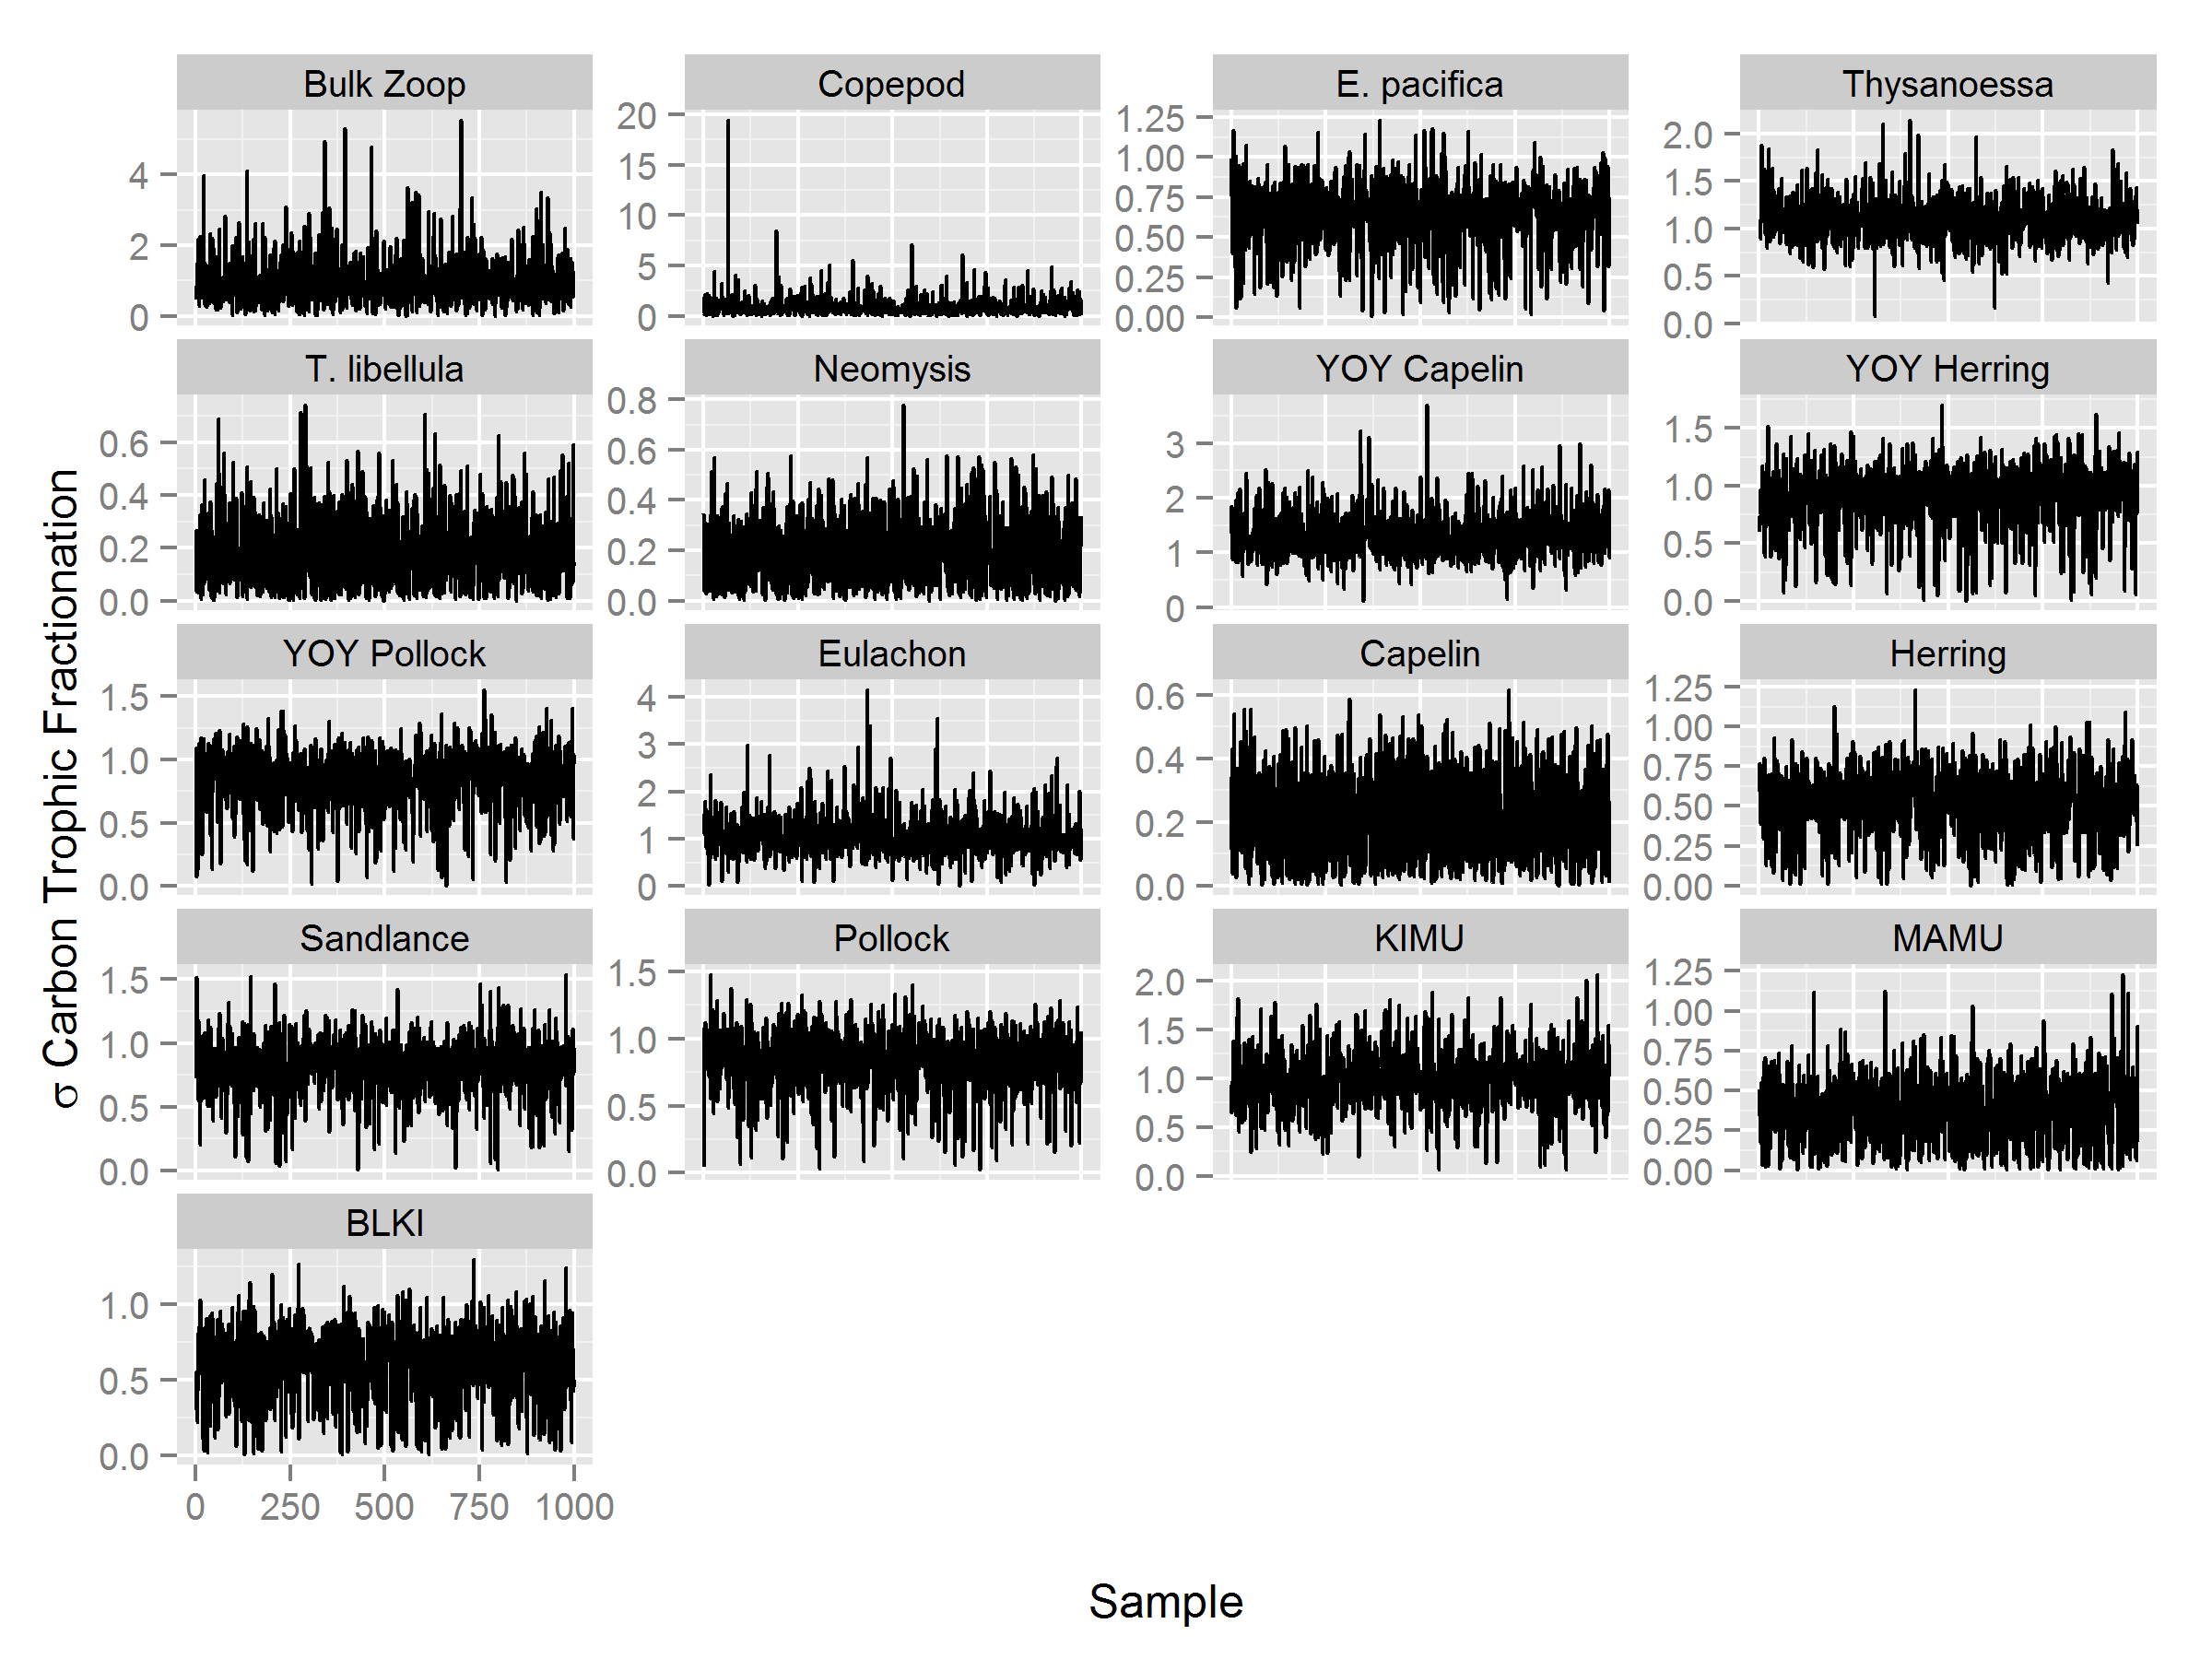 Bulk Zoop
Copepod
E. pacifica
Thysanoessa
0 2 4
0 5 10 15 20
0.00 0.25 0.50 0.75 1.00 1.25
0.0 0.5 1.0 1.5 2.0
T. libellula
Neomysis
YOY Capelin
YOY Herring
0.0 0.2 0.4 0.6
0.0 0.2 0.4 0.6 0.8
0 1 2 3
0.0 0.5 1.0 1.5
YOY Pollock
Eulachon
Capelin
Herring
0.0 0.5 1.0 1.5
0 1 2 3 4
0.0 0.2 0.4 0.6
0.00 0.25 0.50 0.75 1.00 1.25
Sandlance
Pollock
KIMU
MAMU
0.0 0.5 1.0 1.5
0.0 0.5 1.0 1.5
0.0 0.5 1.0 1.5 2.0
0.00 0.25 0.50 0.75 1.00 1.25
BLKI
0.0 0.5 1.0
0 250 500 750 1000
σ Carbon Trophic Fractionation
Sample